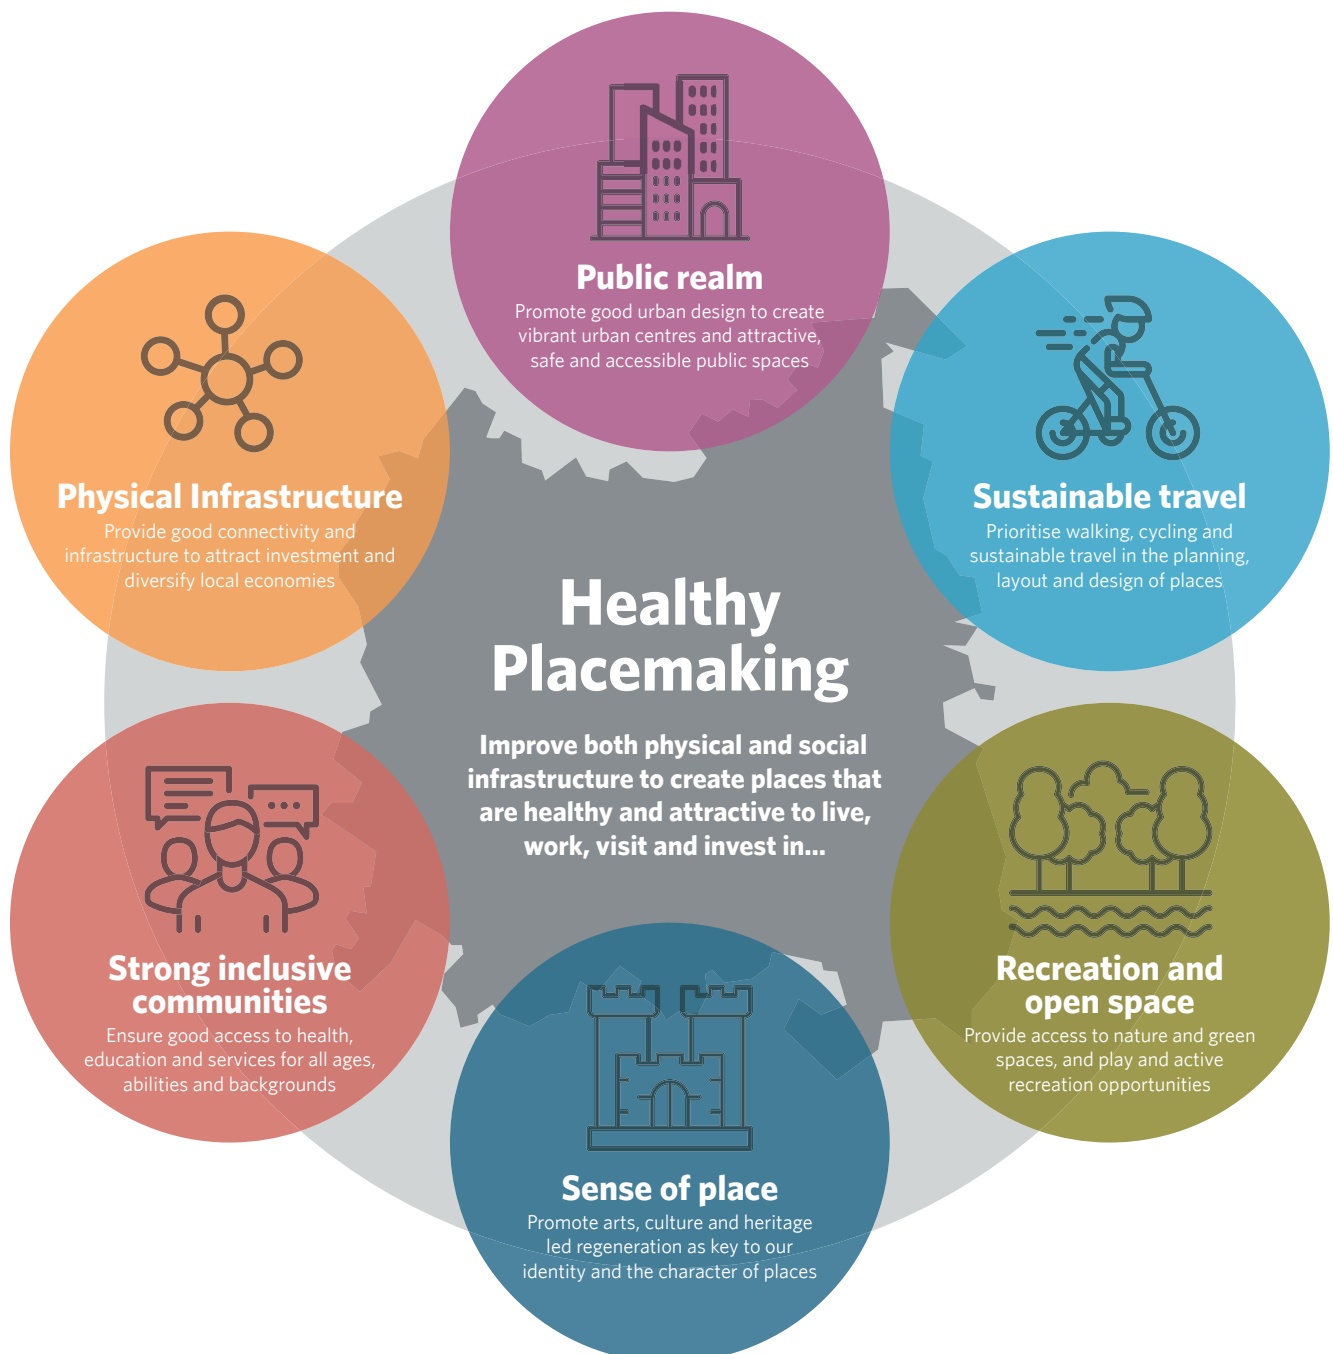 Public realm
Promote good urban design to create
vibrant urban centres and attractive,
safe and accessible public spaces
Physical Infrastructure
Provide good connectivity and
infrastructure to attract investment and
diversify local economies
Sustainable travel
Prioritise walking, cycling and
sustainable travel in the planning,
layout and design of places
Healthy
Placemaking
Improve both physical and social
infrastructure to create places that
are healthy and attractive to live,
work, visit and invest in...
Strong inclusive
communities
Ensure good access to health,
education and services for all ages,
abilities and backgrounds
Recreation and
open space
Provide access to nature and green
spaces, and play and active
recreation opportunities
Sense of place
Promote arts, culture and heritage
led regeneration as key to our
identity and the character of places